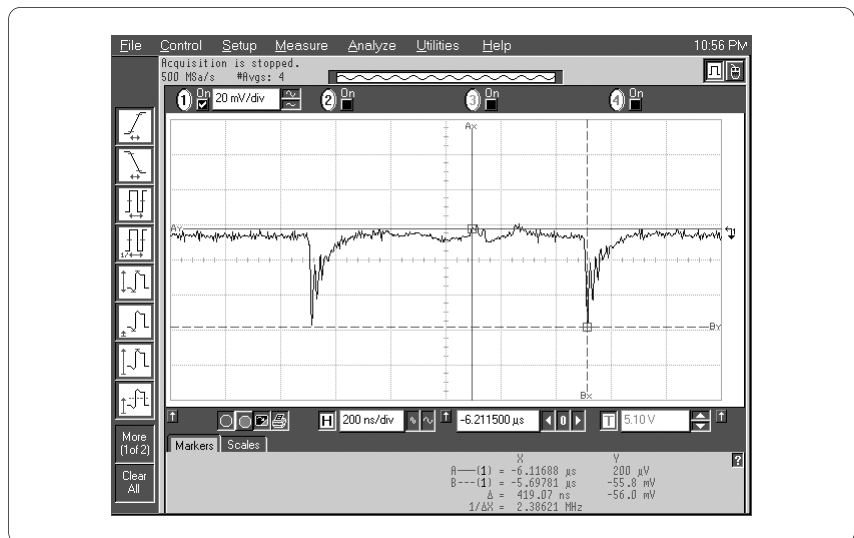 File Control Setup Measure Analyze Utilities Help 10:56 PM
Acquisition is stopped.
500 MSa/s #Avgs: 4
1 On 20 mV/div 2 On 3 On 4 On
Ax
Ay
By
Bx
H 200 ns/div -6.211500 µs 0 T 5.10 V
More
(1of 2)
Clear
All
Markers Scales ?
X Y
A——(1) = -6.11688 µs 200 µV
B---(1) = -5.69781 µs -55.8 mV
Δ = 419.07 ns -56.0 mV
1/ΔX = 2.38621 MHz